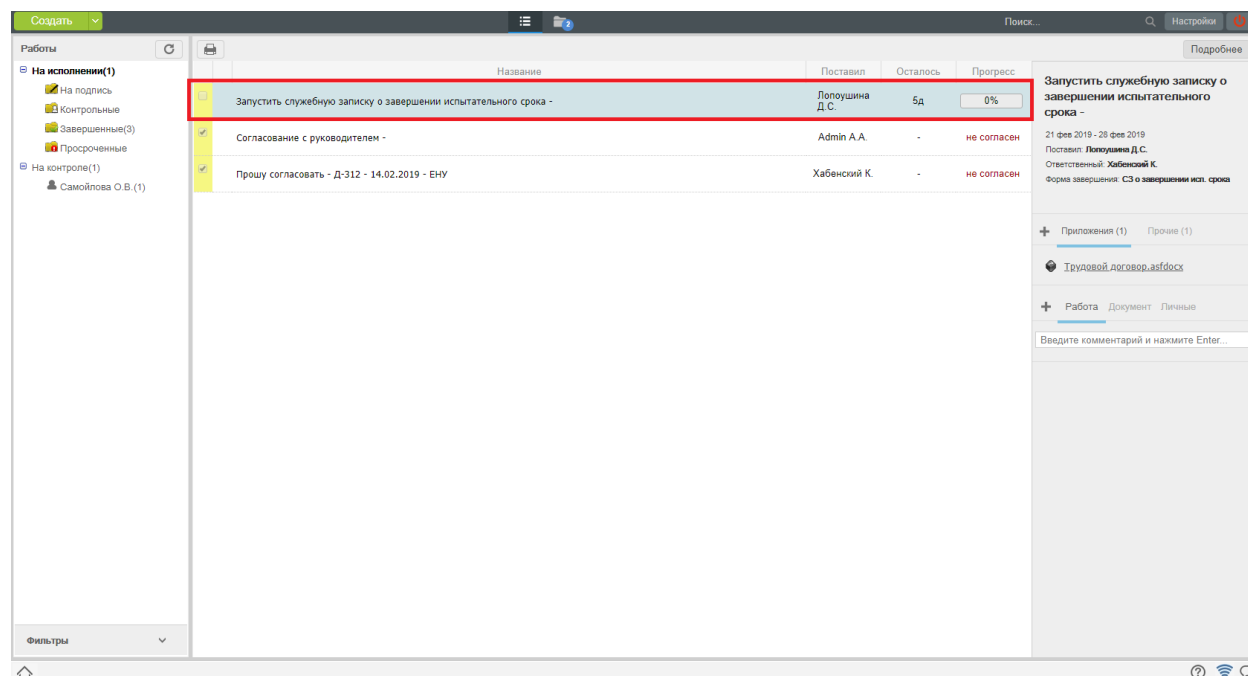 Создать
2
Поиск...
Настройки
Работы
Подробнее
На исполнении(1)
На подпись
Контрольные
Завершенные(3)
Просроченные
На контроле(1)
Самойлова О.В.(1)
Название
Поставил
Осталось
Прогресс
Запустить служебную записку о завершении испытательного срока -
Лопоушина
Д.С.
5д
0%
Согласование с руководителем -
Admin A.A.
-
не согласен
Прошу согласовать - Д-312 - 14.02.2019 - ЕНУ
Хабенский К.
-
не согласен
Запустить служебную записку о
завершении испытательного
срока -
21 фев 2019 - 28 фев 2019
Поставил: Лопоушина Д.С.
Ответственный: Хабенский К.
Форма завершения: СЗ о завершении исп. срока
Приложения (1) Прочие (1)
Трудовой договор.asfdocx
Работа Документ Личные
Введите комментарий и нажмите Enter...
Фильтры